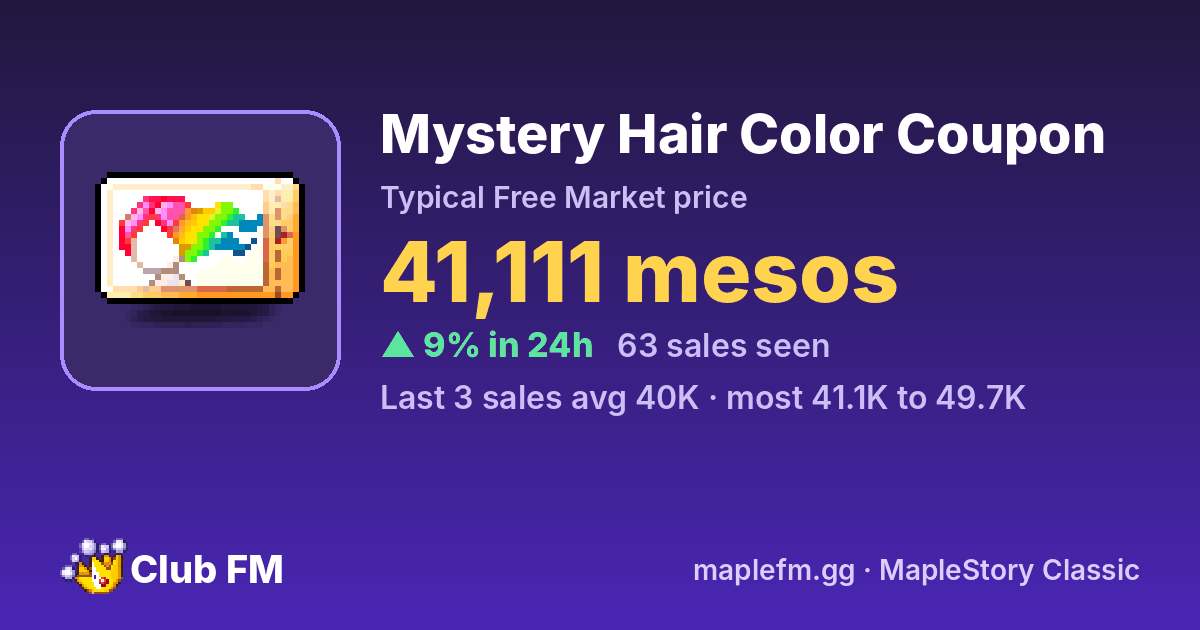 Mystery Hair Color Coupon
Typical Free Market price
41,111 mesos
▲ 9% in 24h 63 sales seen
Last 3 sales avg 40K · most 41.1K to 49.7K
Club FM
maplefm.gg · MapleStory Classic